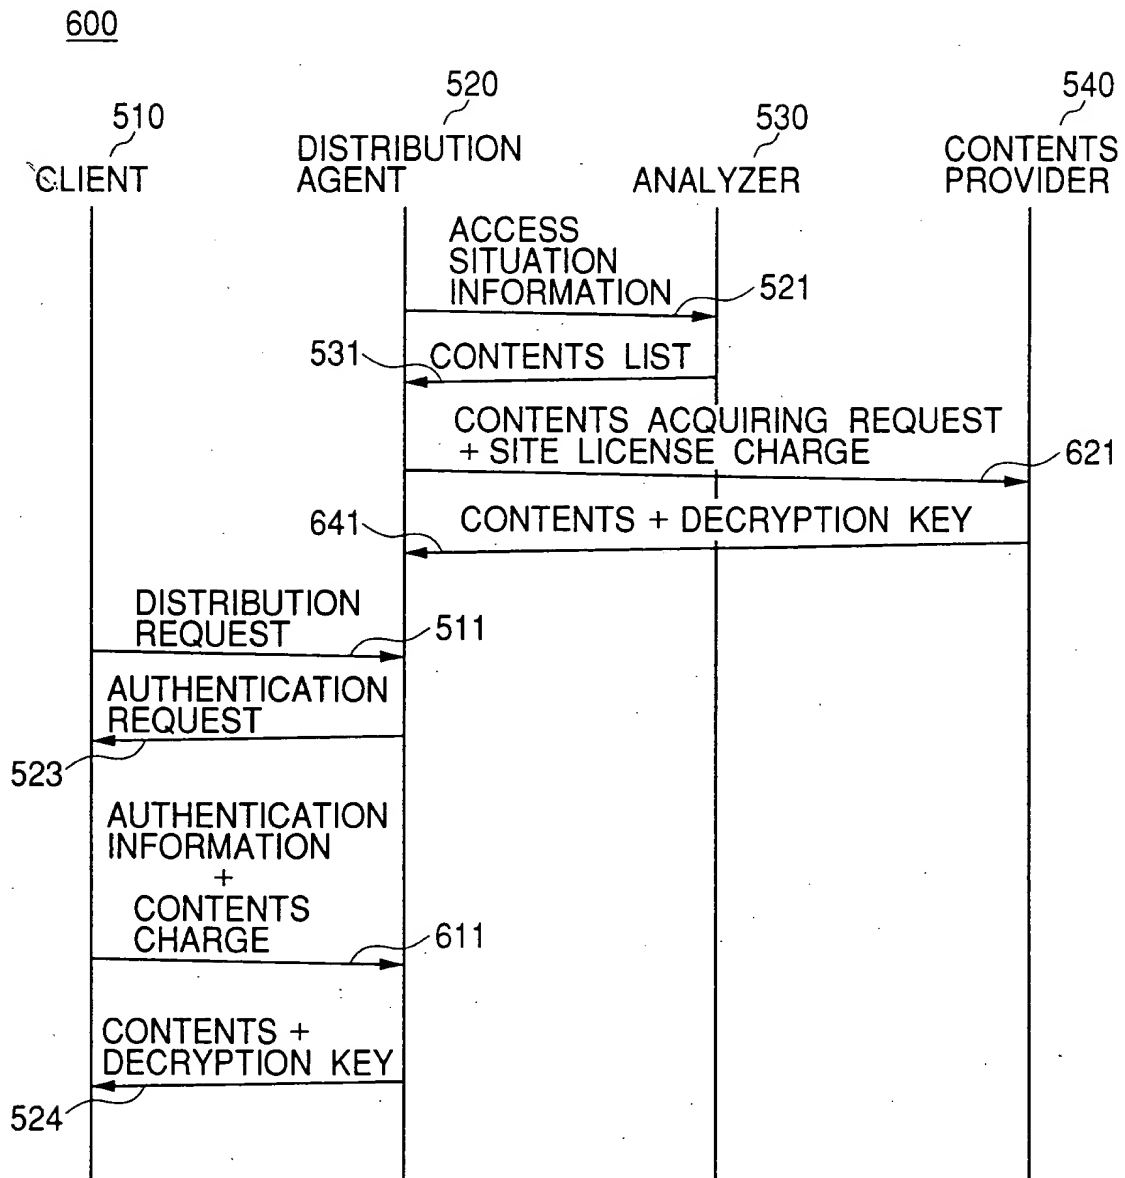 600
510
520
530
540
CLIENT
DISTRIBUTION
AGENT
ANALYZER
CONTENTS
PROVIDER
ACCESS
SITUATION
INFORMATION
521
531
CONTENTS LIST
CONTENTS ACQUIRING REQUEST
+ SITE LICENSE CHARGE
621
641
CONTENTS + DECRYPTION KEY
DISTRIBUTION
REQUEST
511
AUTHENTICATION
REQUEST
523
AUTHENTICATION
INFORMATION
+
CONTENTS
CHARGE
611
CONTENTS +
DECRYPTION KEY
524